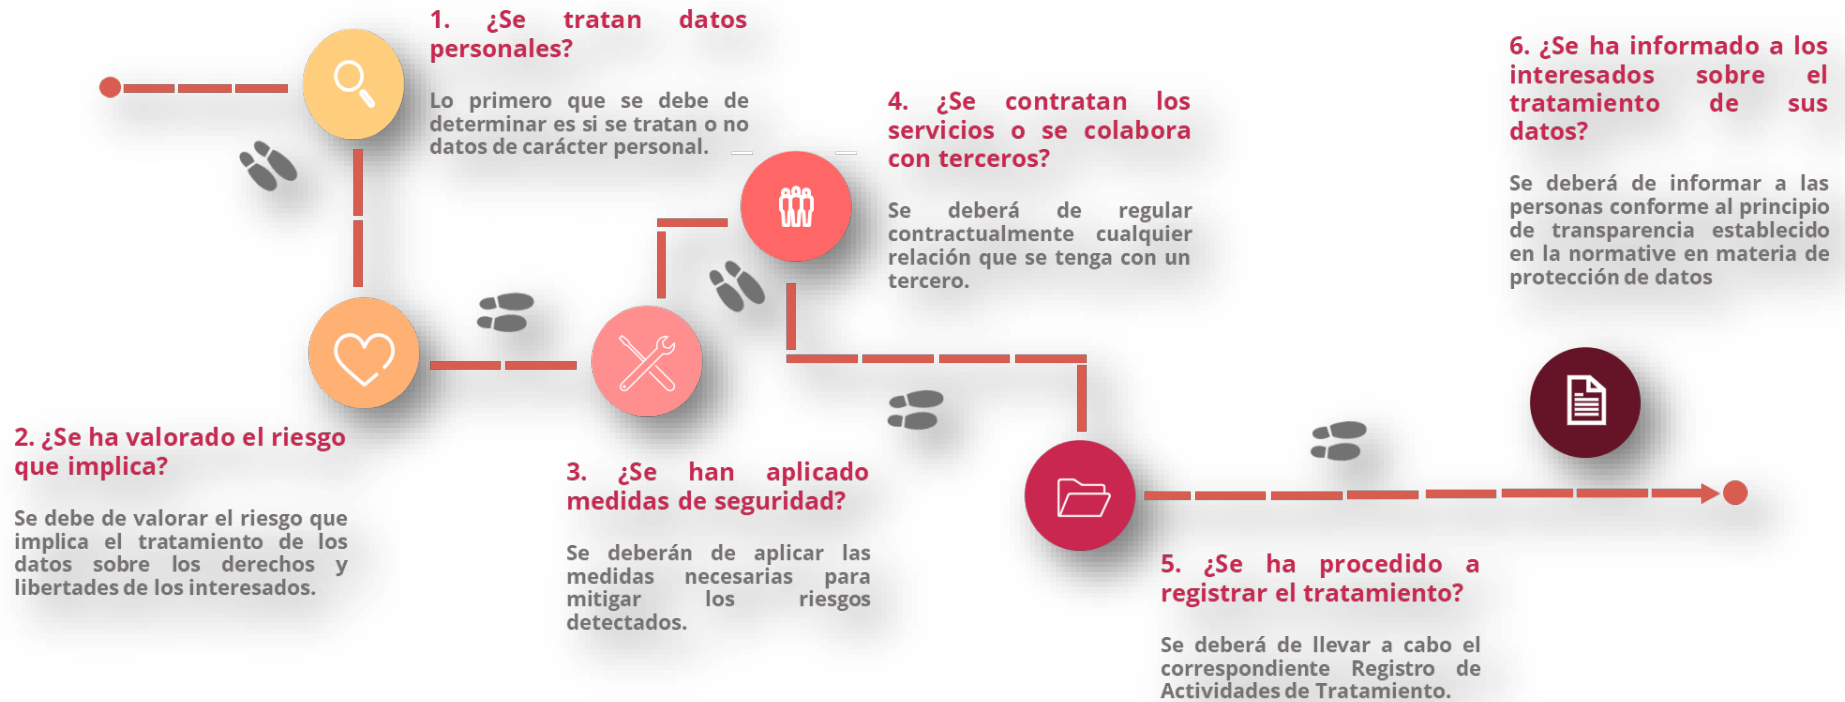 1. ¿Se tratan datos
personales?
Lo primero que se debe de
determinar es si se tratan o no
datos de carácter personal.
2. ¿Se ha valorado el riesgo
que implica?
Se debe de valorar el riesgo que
implica el tratamiento de los
datos sobre los derechos y
libertades de los interesados.
3. ¿Se han aplicado
medidas de seguridad?
Se deberán de aplicar las
medidas necesarias para
mitigar los riesgos
detectados.
4. ¿Se contratan los
servicios o se colabora
con terceros?
Se deberá de regular
contractualmente cualquier
relación que se tenga con un
tercero.
5. ¿Se ha procedido a
registrar el tratamiento?
Se deberá de llevar a cabo el
correspondiente Registro de
Actividades de Tratamiento.
6. ¿Se ha informado a los
interesados sobre el
tratamiento de sus
datos?
Se deberá de informar a las
personas conforme al principio
de transparencia establecido
en la normative en materia de
protección de datos